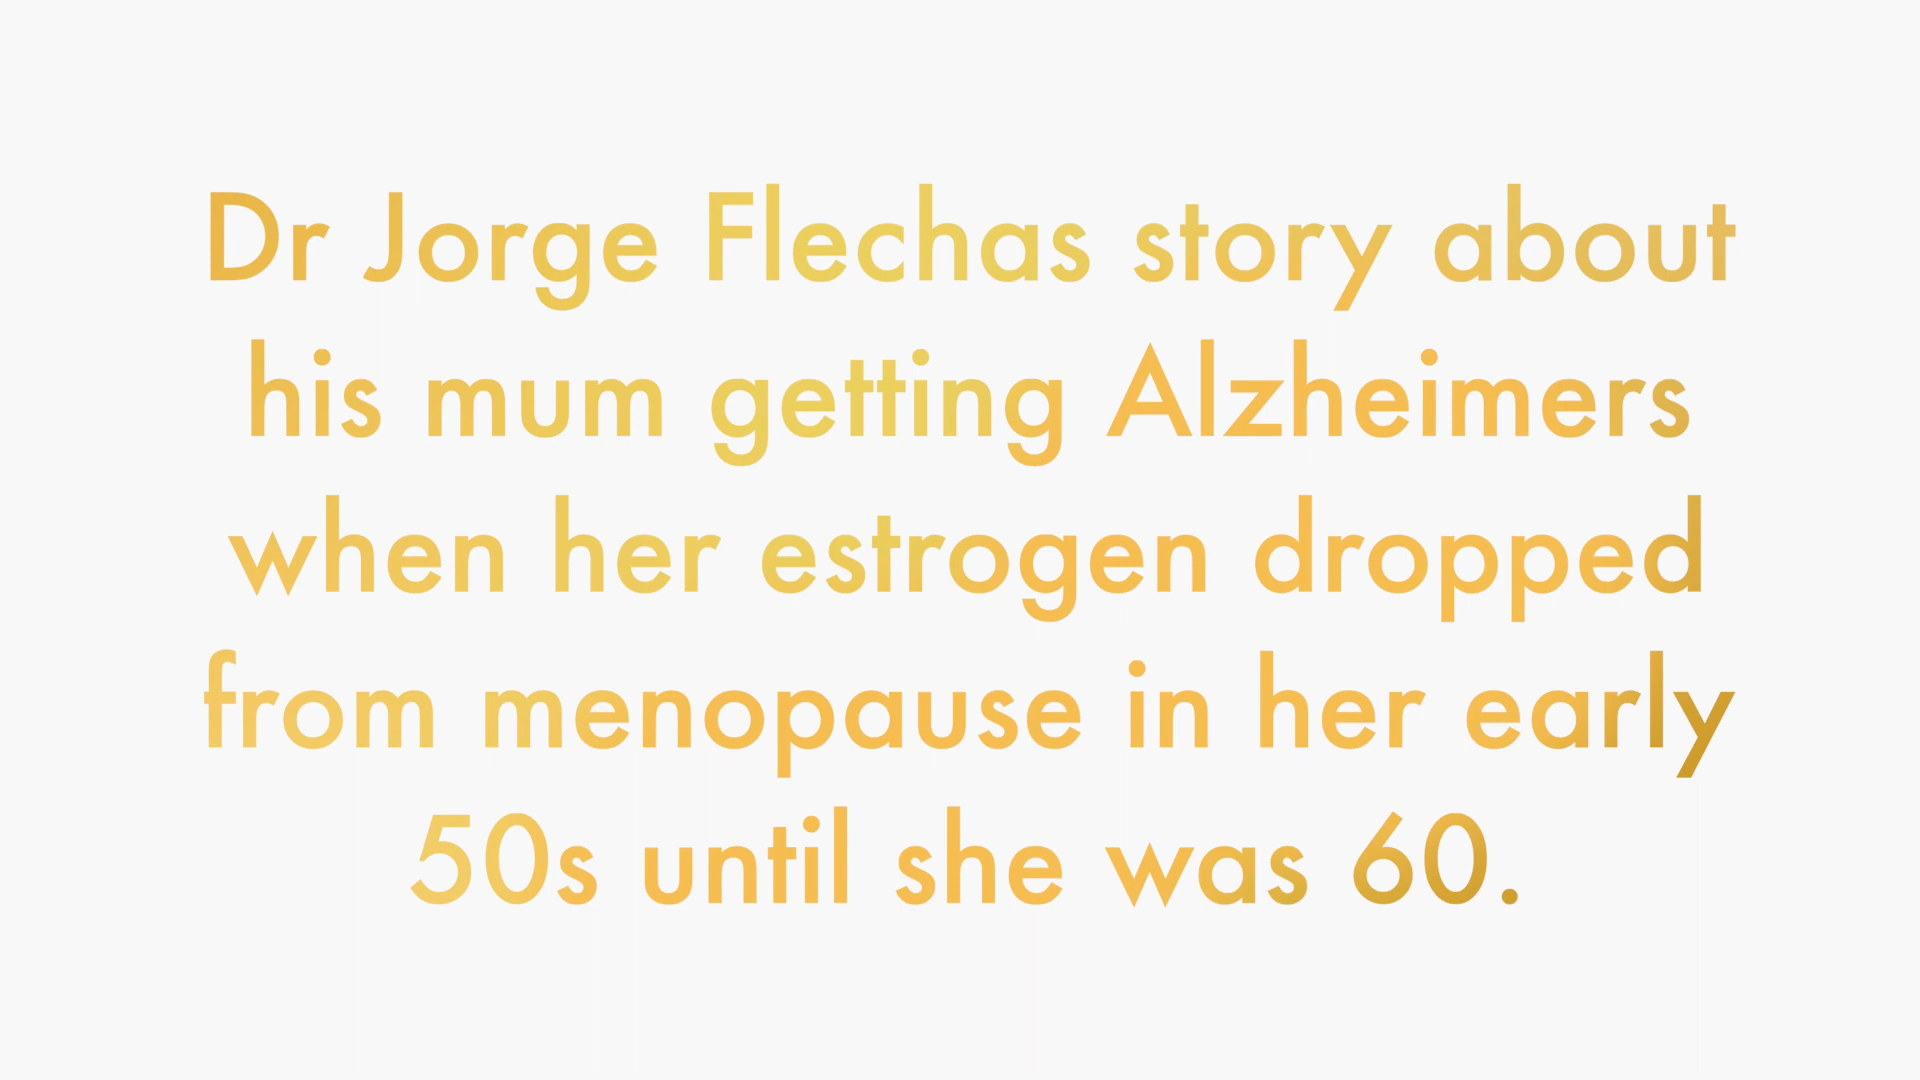 Dr Jorge Flechas story about
his mum getting Alzheimers
when her estrogen dropped
from menopause in her early
50s until she was 60.